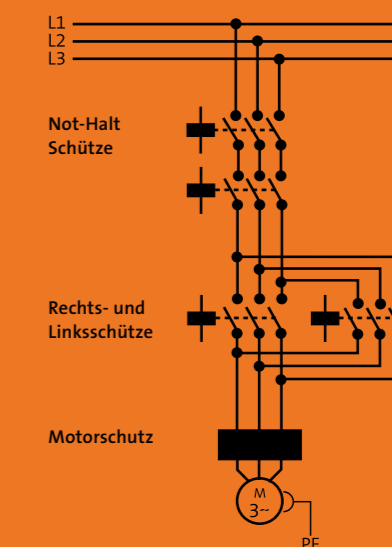 L1
L2
L3
Not-Halt
Schütze
Rechts- und
Linksschütze
Motorschutz
M
3~
PE